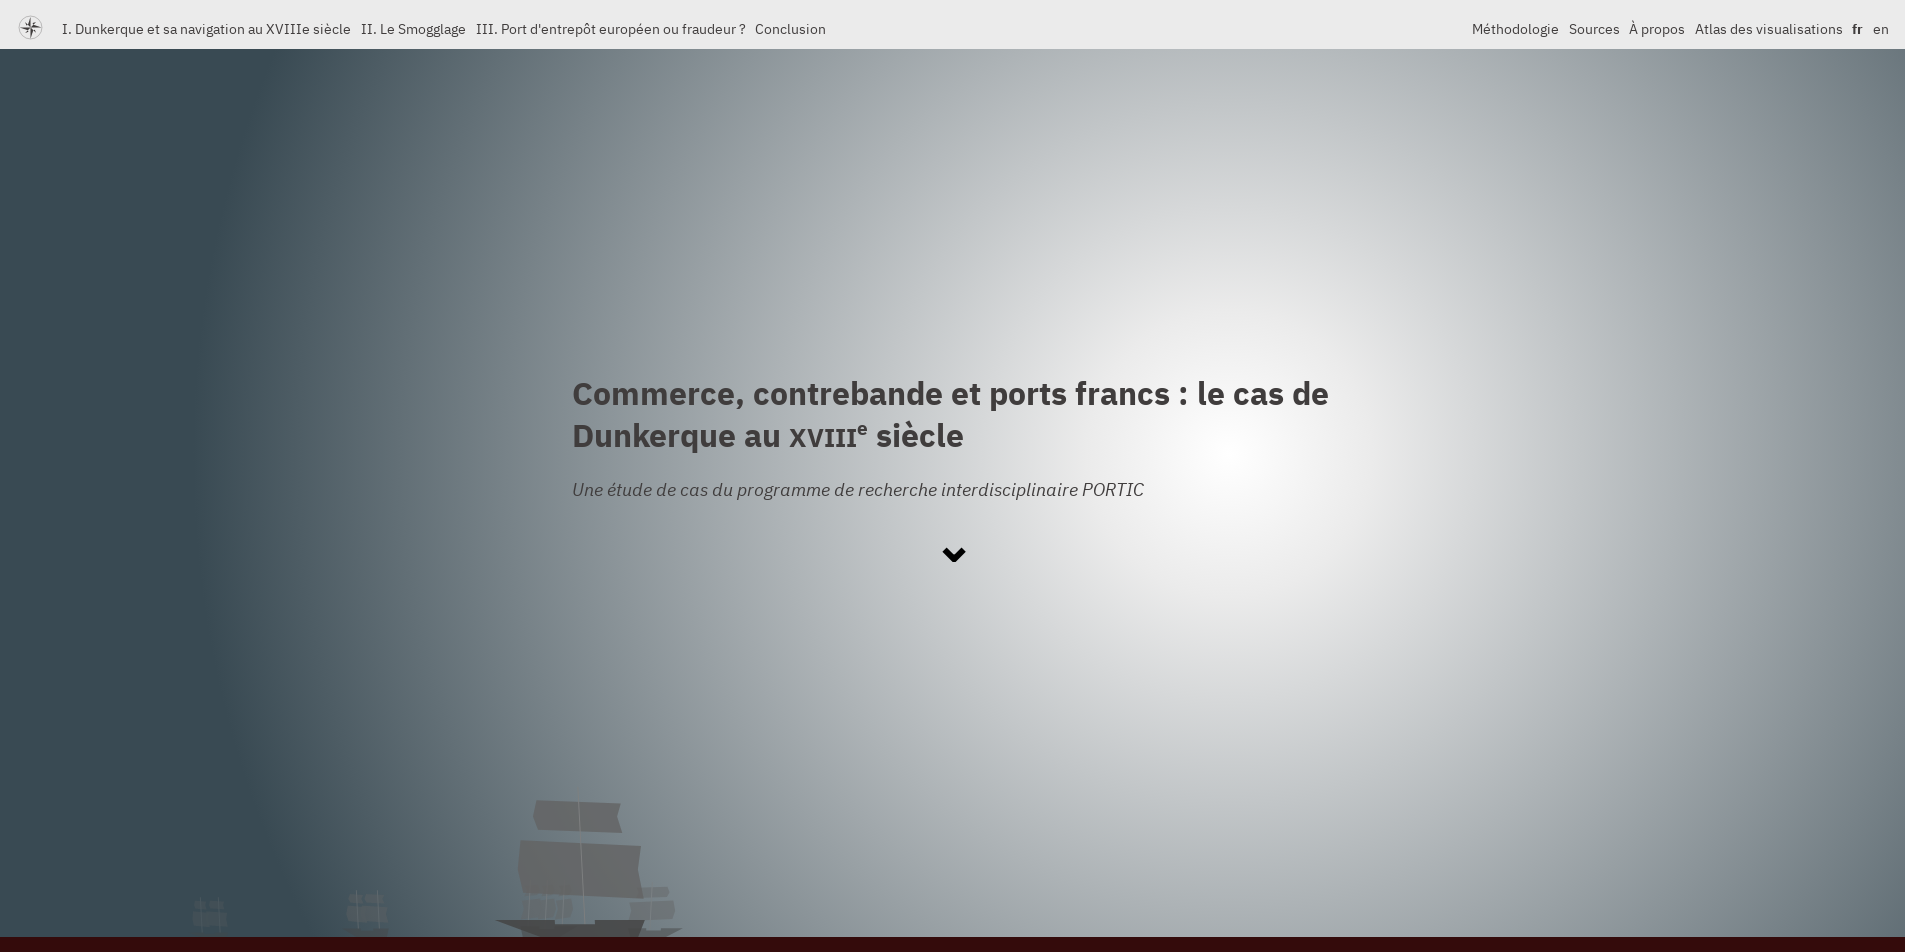 I. Dunkerque et sa navigation au XVIIIe siècle II. Le Smogglage III. Port d'entrepôt européen ou fraudeur ? Conclusion Méthodologie Sources À propos Atlas des visualisations fr en
Commerce, contrebande et ports francs : le cas de
Dunkerque au XVIIIe siècle
Une étude de cas du programme de recherche interdisciplinaire PORTIC